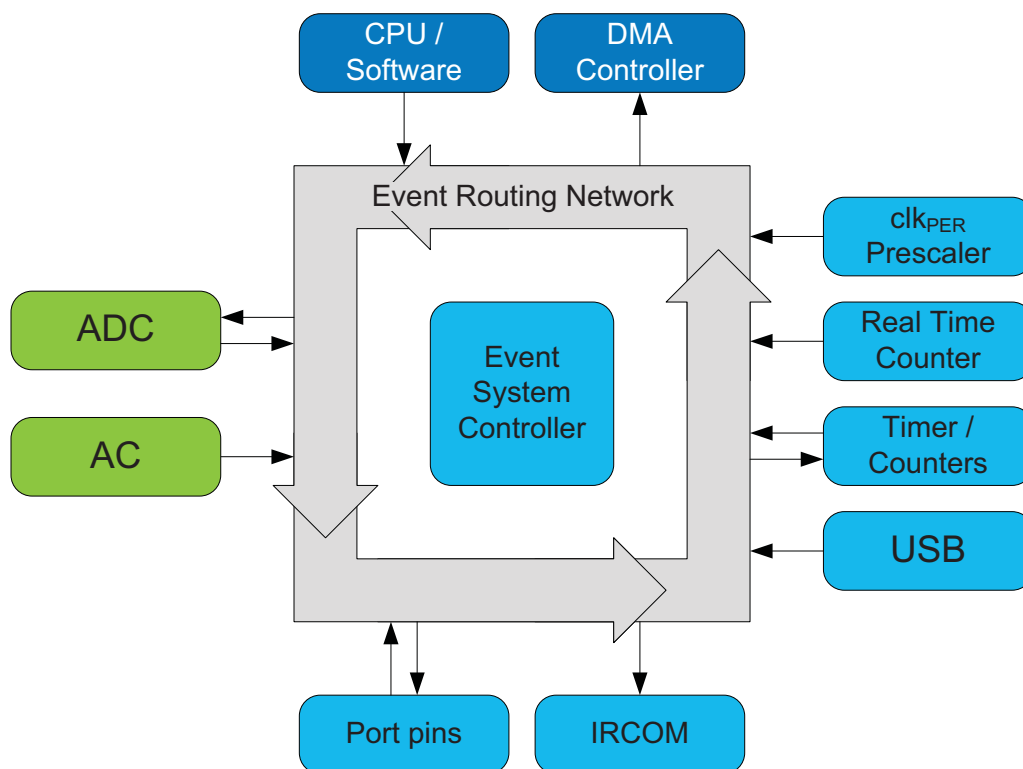 CPU /
Software
DMA
Controller
Event Routing Network
clkPER
Prescaler
ADC
Real Time
Counter
Event
System
Controller
AC
Timer /
Counters
USB
Port pins
IRCOM